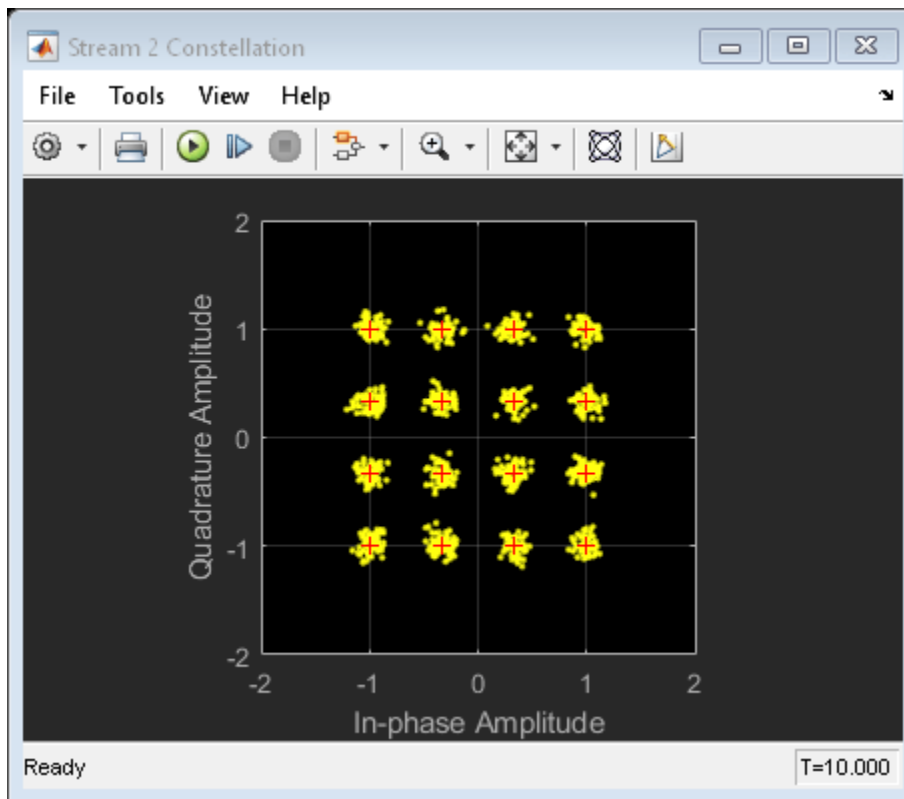 Stream 2 Constellation
File Tools View Help
2
1
0
-1
-2
Quadrature Amplitude
-2 -1 0 1 2
In-phase Amplitude
Ready T=10.000